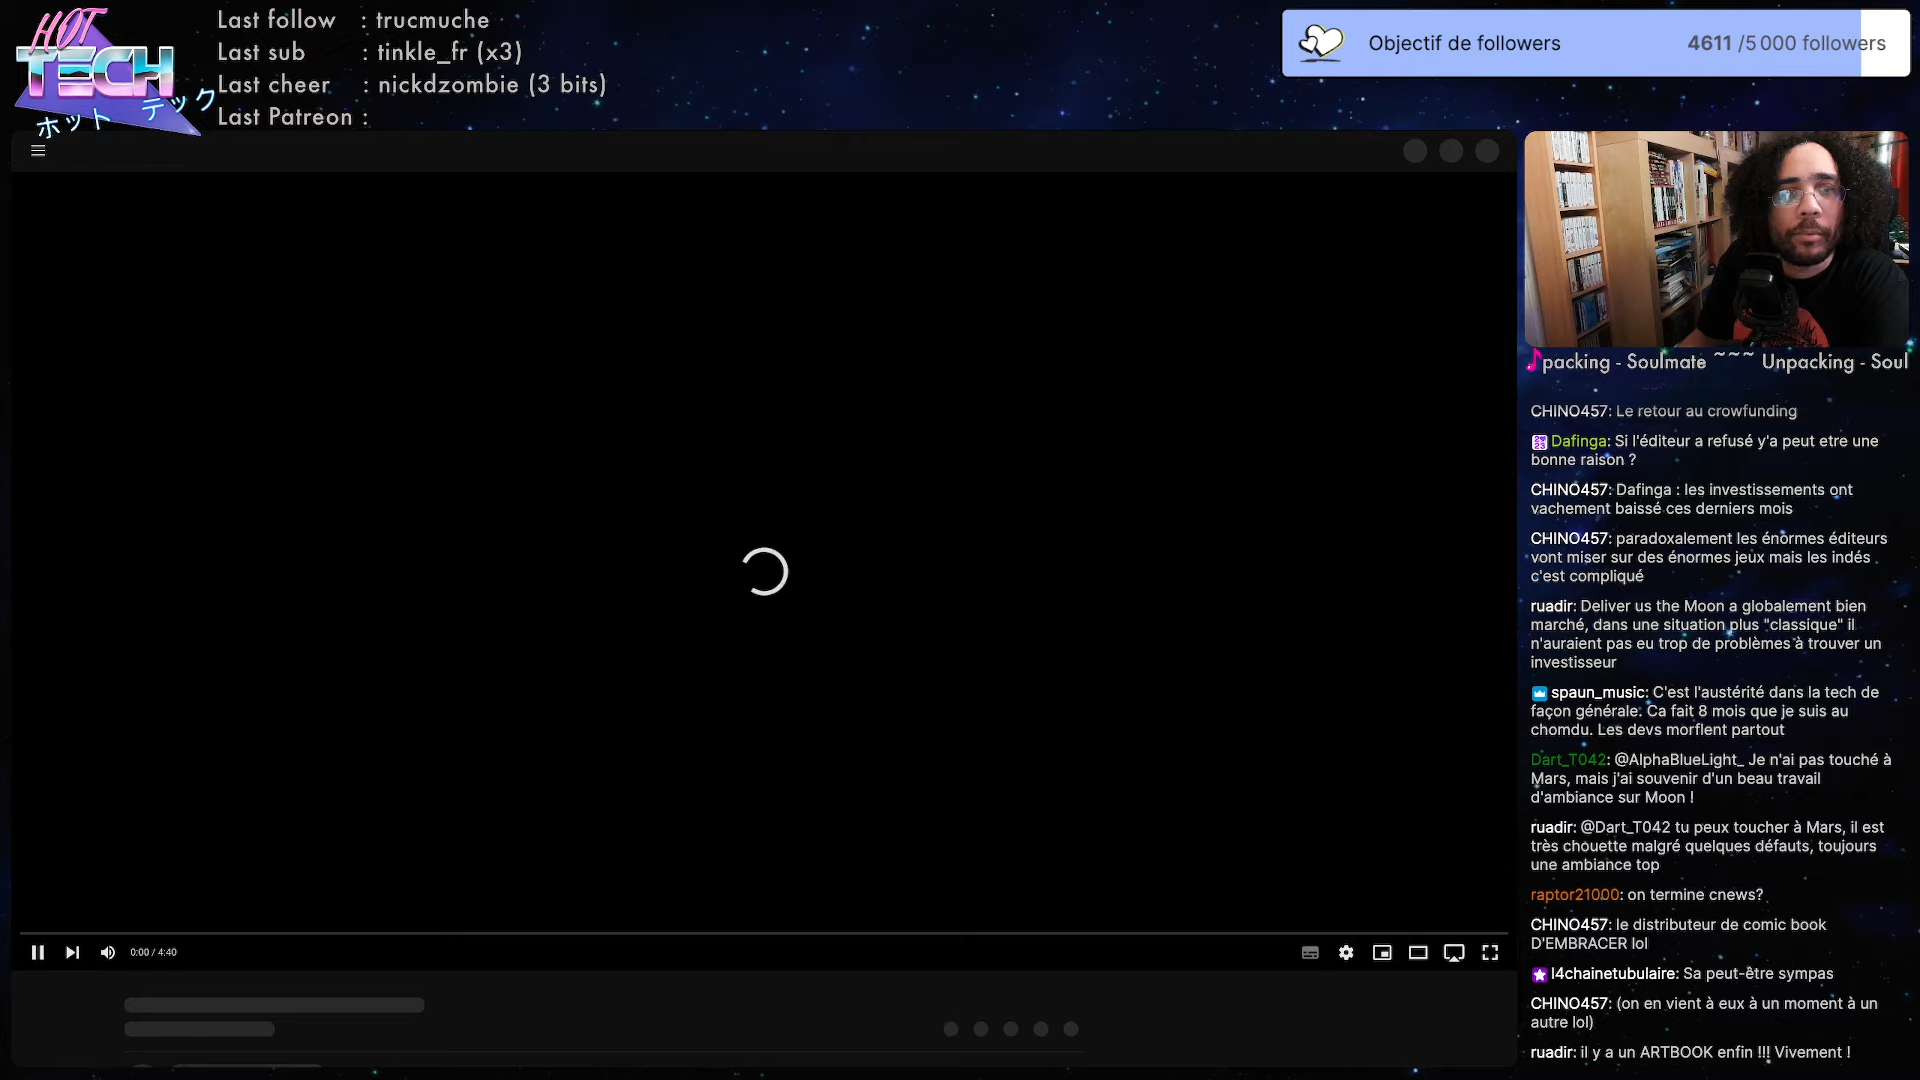 HOT
TECH
ホット テック
Last follow : trucmuche
Last sub : tinkle_fr (x3)
Last cheer : nickdzombie (3 bits)
Last Patreon :
Objectif de followers 4611 /5 000 followers
packing - Soulmate ~~~ Unpacking - Soul
CHINO457: Le retour au crowfunding
Dafinga: Si l'éditeur a refusé y'a peut etre une
bonne raison ?
CHINO457: Dafinga : les investissements ont
vachement baissé ces derniers mois
CHINO457: paradoxalement les énormes éditeurs
vont miser sur des énormes jeux mais les indés
c'est compliqué
ruadir: Deliver us the Moon a globalement bien
marché, dans une situation plus "classique" il
n'auraient pas eu trop de problèmes à trouver un
investisseur
spaun_music: C'est l'austérité dans la tech de
façon générale. Ca fait 8 mois que je suis au
chomdu. Les devs morflent partout
Dart_T042: @AlphaBlueLight_ Je n'ai pas touché à
Mars, mais j'ai souvenir d'un beau travail
d'ambiance sur Moon !
ruadir: @Dart_T042 tu peux toucher à Mars, il est
très chouette malgré quelques défauts, toujours
une ambiance top
raptor21000: on termine cnews?
CHINO457: le distributeur de comic book
D'EMBRACER lol
l4chainetubulaire: Sa peut-être sympas
CHINO457: (on en vient à eux à un moment à un
autre lol)
ruadir: il y a un ARTBOOK enfin !!! Vivement !
0:00 / 4:40